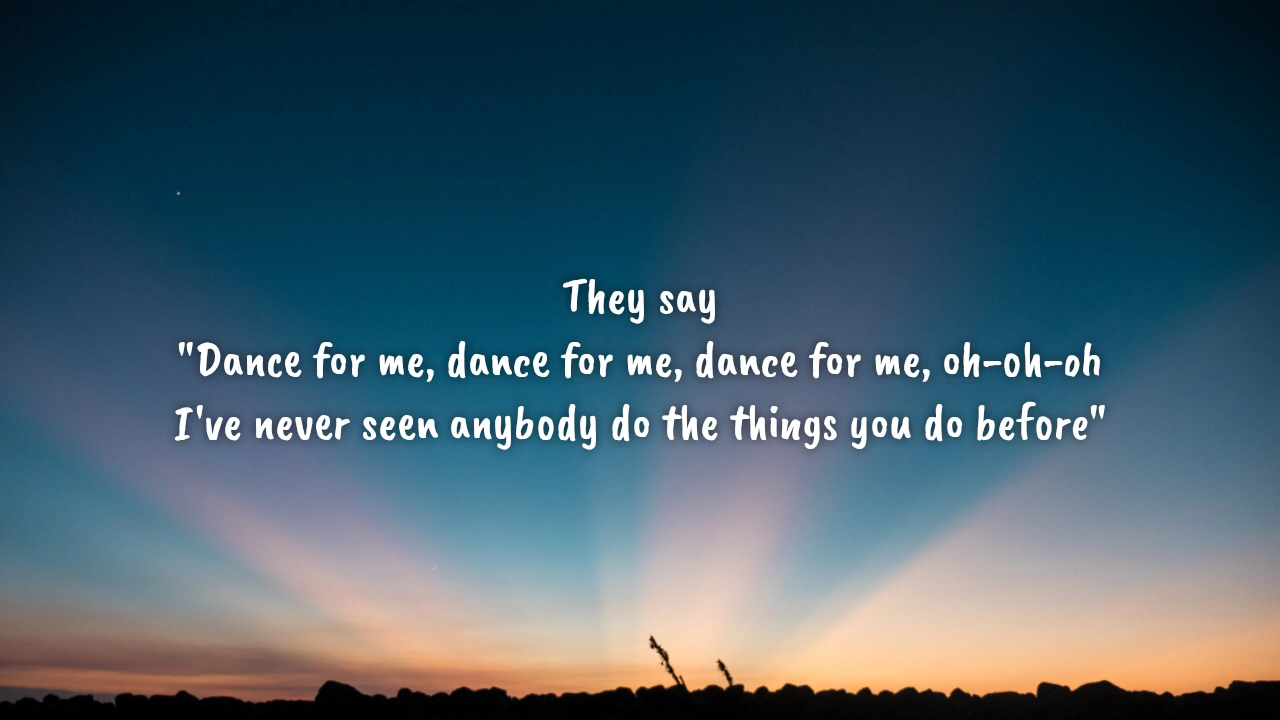 They say
"Dance for me, dance for me, dance for me, oh-oh-oh
I've never seen anybody do the things you do before"